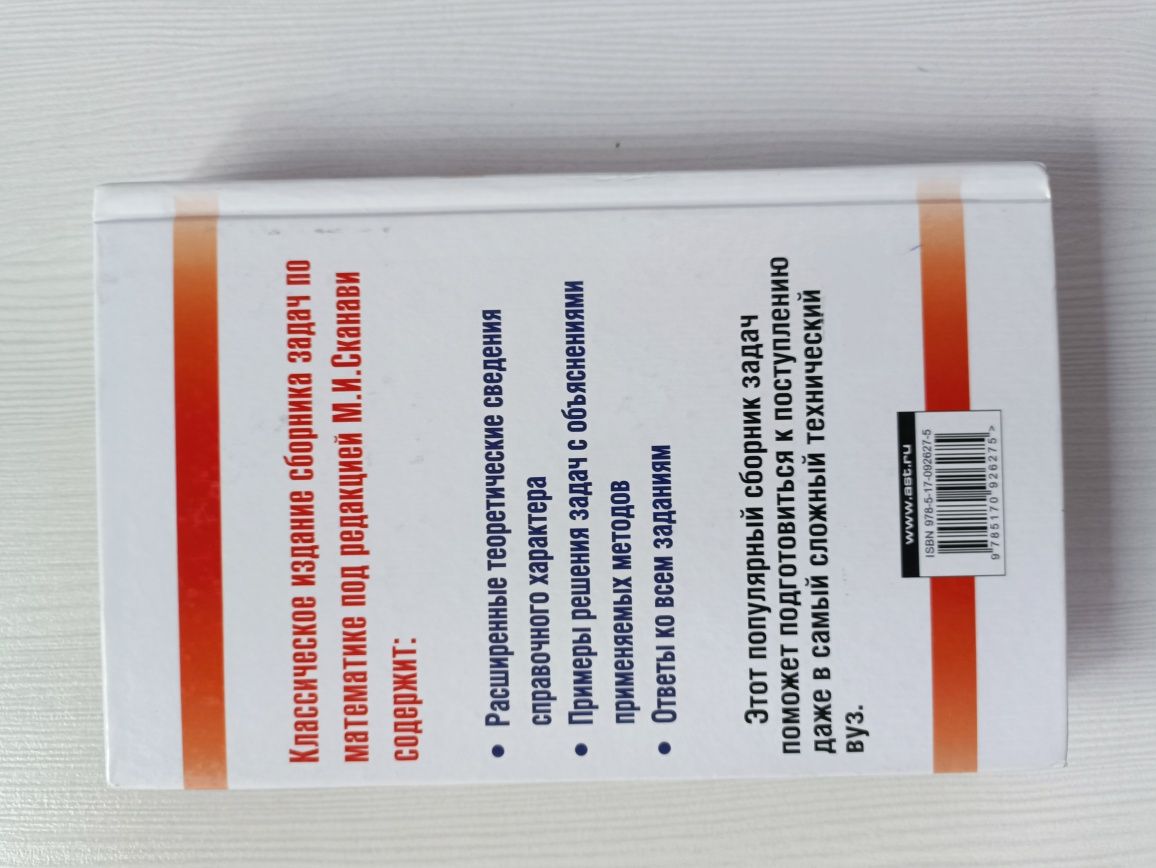 Классическое издание сборника задач по
математике под редакцией М.И.Сканави
содержит:
• Расширенные теоретические сведения
справочного характера
• Примеры решения задач с объяснениями
применяемых методов
• Ответы ко всем заданиям
Этот популярный сборник задач
поможет подготовиться к поступлению
даже в самый сложный технический
вуз.
www.ast.ru
ISBN 978-5-17-092627-5
9 785170 926275 >